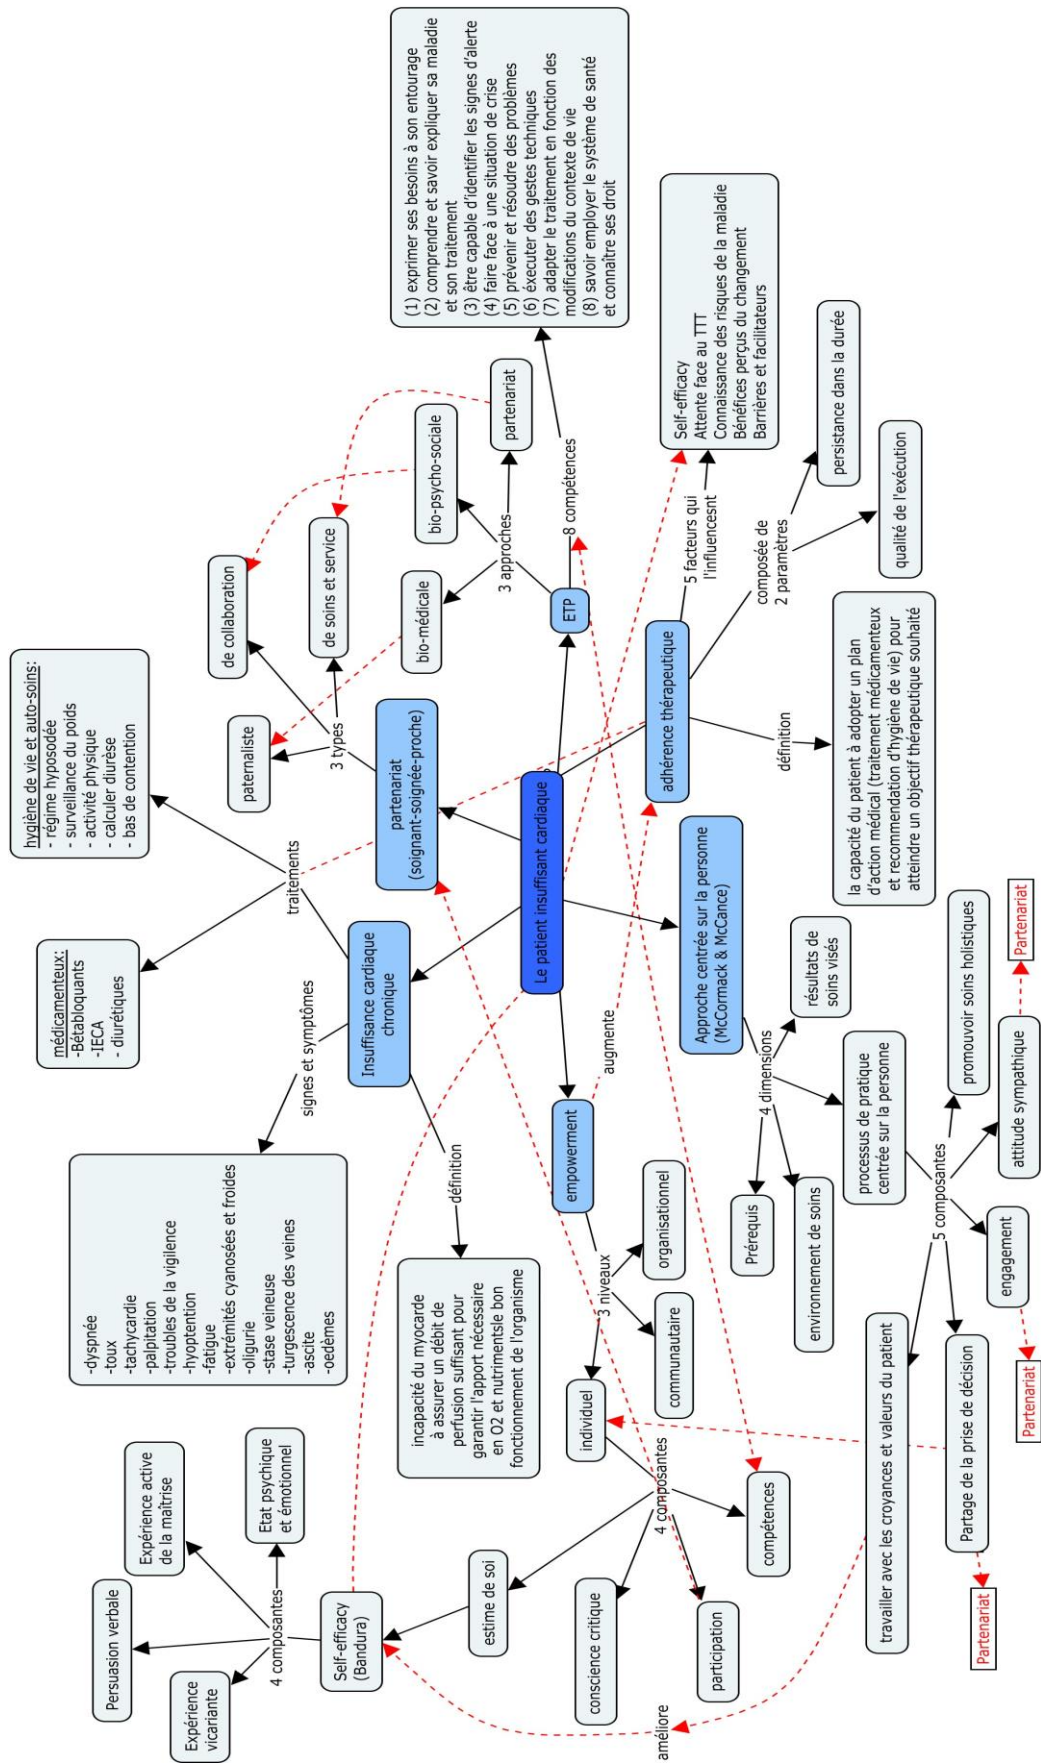 Persuasion verbale
Expérience active
de la maîtrise
Expérience
vicariante
Etat psychique
et émotionnel
4 composantes
Self-efficacy
(Bandura)
estime de soi
conscience critique
participation
compétences
4 composantes
améliore
-dyspnée
-toux
-tachycardie
-palpitation
-troubles de la vigilence
-hyoptention
-fatigue
-extrémités cyanosées et froides
-oligurie
-stase veineuse
-turgescence des veines
-ascite
-oedèmes
signes et symptômes
incapacité du myocarde
à assurer un débit de
perfusion suffisant pour
garantir l'apport nécessaire
en O2 et nutrimentsle bon
fonctionnement de l'organisme
définition
individuel
communautaire
organisationnel
3 niveaux
empowerment
augmente
médicamenteux:
-Bétabloquants
-IECA
- diurétiques
hygiène de vie et auto-soins:
- régime hyposodée
- surveillance du poids
- activité physique
- calculer diurèse
- bas de contention
traitements
Insuffisance cardiaque
chronique
Le patient insuffisant cardiaque
partenariat
(soignant-soignée-proche)
3 types
paternaliste
de collaboration
de soins et service
bio-médicale
bio-psycho-sociale
partenariat
3 approches
ETP
8 compétences
(1) exprimer ses besoins à son entourage
(2) comprendre et savoir expliquer sa maladie
et son traitement
(3) être capable d'identifier les signes d'alerte
(4) faire face à une situation de crise
(5) prévenir et résoudre des problèmes
(6) éxecuter des gestes techniques
(7) adapter le traitement en fonction des
modifications du contexte de vie
(8) savoir employer le système de santé
et connaître ses droit
adhérence thérapeutique
5 facteurs qui
l'influencesnt
Self-efficacy
Attente face au TTT
Connaissance des risques de la maladie
Bénéfices perçus du changement
Barrières et facilitateurs
composée de
2 paramètres
persistance dans la durée
qualité de l'exécution
définition
la capacité du patient à adopter un plan
d'action médical (traitement médicamenteux
et recommendation d'hygiène de vie) pour
atteindre un objectif thérapeutique souhaité
Approche centrée sur la personne
(McCormack & McCance)
4 dimensions
Prérequis
environnement de soins
processus de pratique
centrée sur la personne
résultats de
soins visés
5 composantes
travailler avec les croyances et valeurs du patient
Partage de la prise de décision
engagement
attitude sympathique
promouvoir soins holistiques
Partenariat
Partenariat
Partenariat